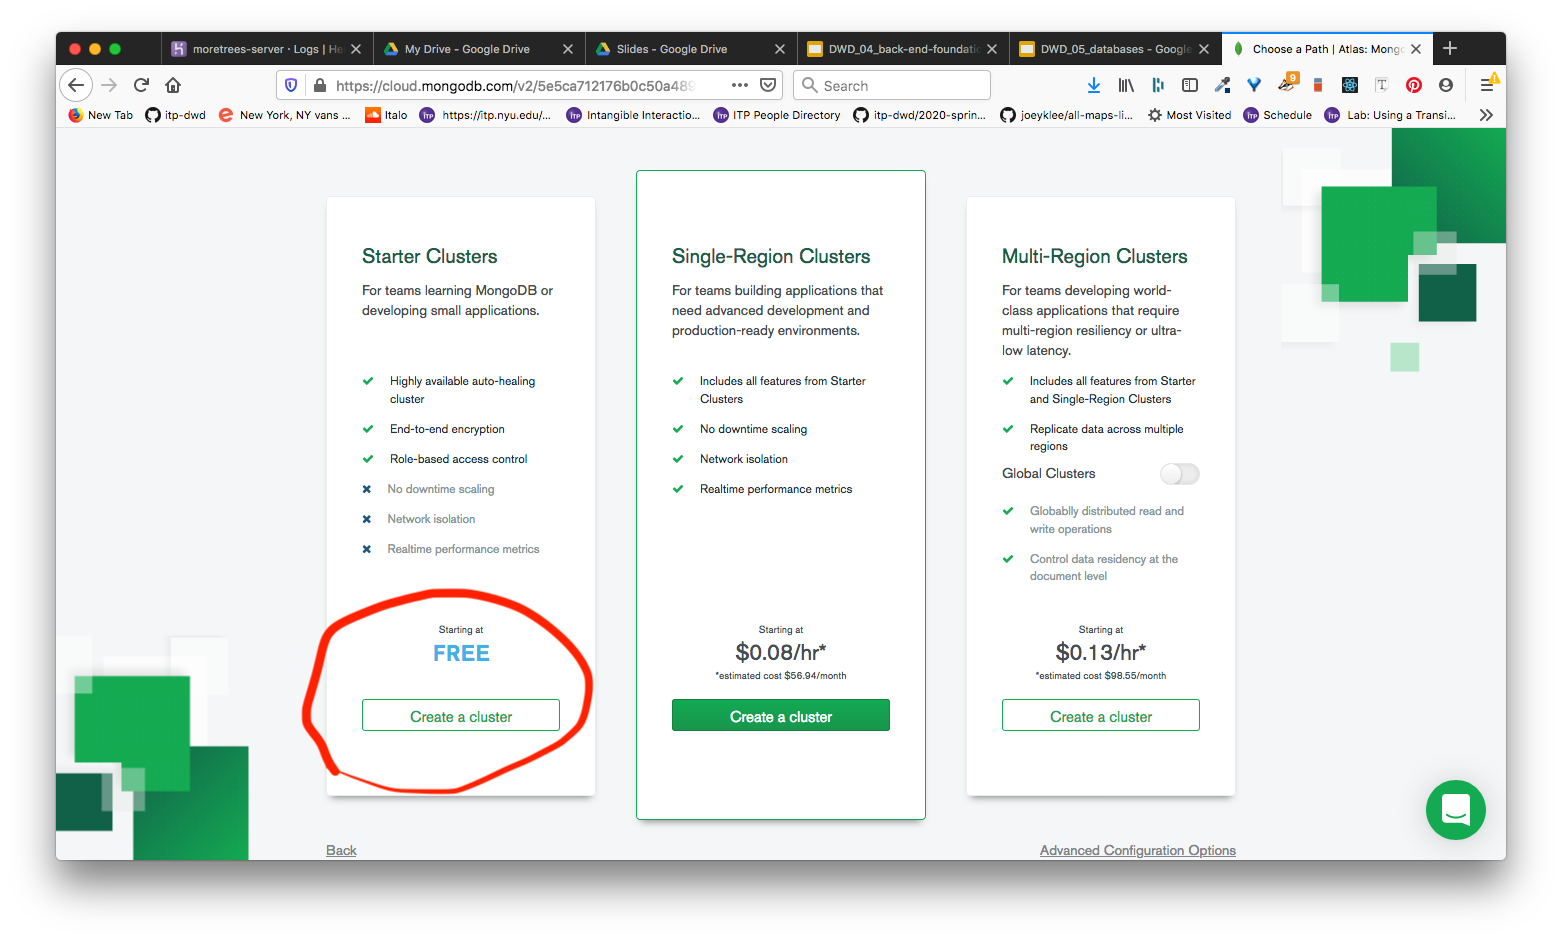 moretrees-server · Logs | He
My Drive - Google Drive
Slides - Google Drive
DWD_04_back-end-foundatio
DWD_05_databases - Google
Choose a Path | Atlas: Mongo
https://cloud.mongodb.com/v2/5e5ca712176b0c50a489
Search
9
New Tab
itp-dwd
New York, NY vans ...
Italo
https://itp.nyu.edu/...
Intangible Interactio...
ITP People Directory
itp-dwd/2020-sprin...
joeyklee/all-maps-li...
Most Visited
Schedule
Lab: Using a Transi...
Starter Clusters
For teams learning MongoDB or
developing small applications.
Highly available auto-healing
cluster
End-to-end encryption
Role-based access control
No downtime scaling
Network isolation
Realtime performance metrics
Starting at
FREE
Create a cluster
Single-Region Clusters
For teams building applications that
need advanced development and
production-ready environments.
Includes all features from Starter
Clusters
No downtime scaling
Network isolation
Realtime performance metrics
Starting at
$0.08/hr*
*estimated cost $56.94/month
Create a cluster
Multi-Region Clusters
For teams developing world-
class applications that require
multi-region resiliency or ultra-
low latency.
Includes all features from Starter
and Single-Region Clusters
Replicate data across multiple
regions
Global Clusters
Globablly distributed read and
write operations
Control data residency at the
document level
Starting at
$0.13/hr*
*estimated cost $98.55/month
Create a cluster
Back
Advanced Configuration Options